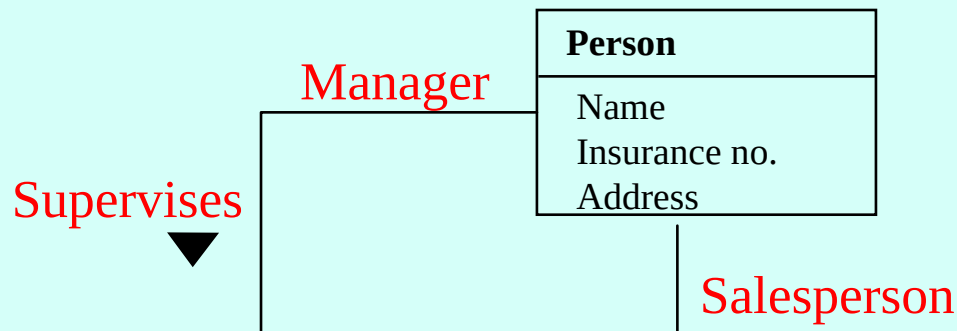 Person
Manager
Name
Insurance no.
Address
Supervises
Salesperson